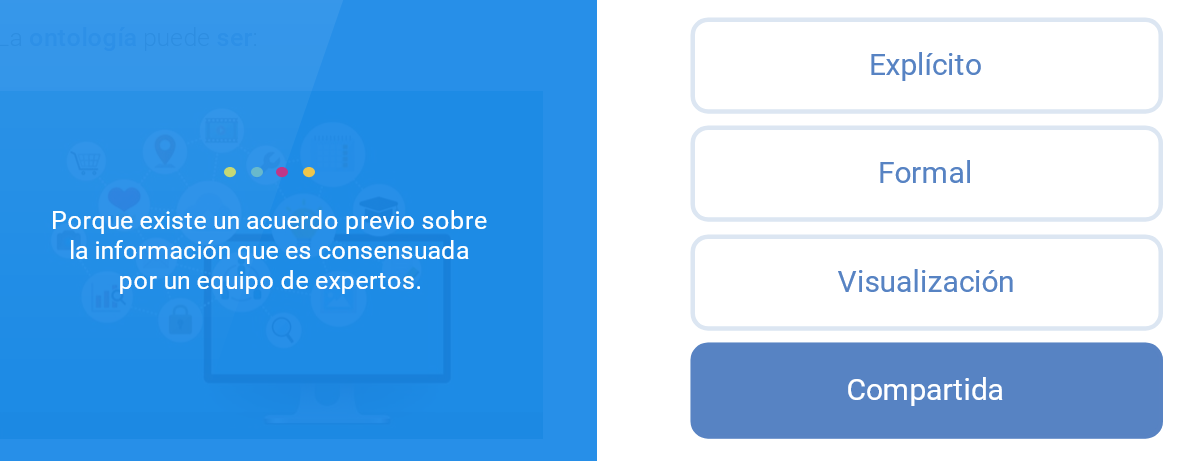 La ontología puede ser:
Porque existe un acuerdo previo sobre
la información que es consensuada
por un equipo de expertos.
Explícito
Formal
Visualización
Compartida